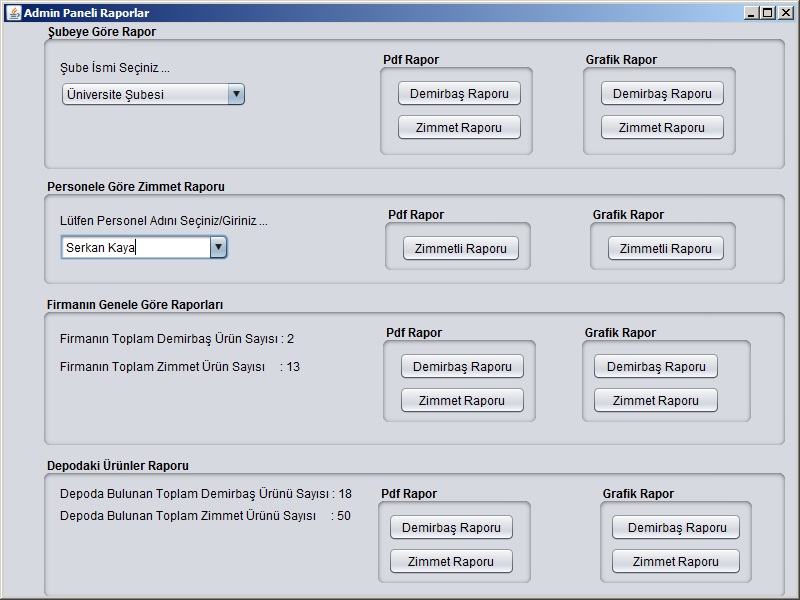 Admin Paneli Raporlar
Şubeye Göre Rapor
Şube İsmi Seçiniz ...
Üniversite Şubesi
Pdf Rapor
Demirbaş Raporu
Zimmet Raporu
Grafik Rapor
Demirbaş Raporu
Zimmet Raporu
Personele Göre Zimmet Raporu
Lütfen Personel Adını Seçiniz/Giriniz ...
Serkan Kaya
Pdf Rapor
Zimmetli Raporu
Grafik Rapor
Zimmetli Raporu
Firmanın Genele Göre Raporları
Firmanın Toplam Demirbaş Ürün Sayısı : 2
Firmanın Toplam Zimmet Ürün Sayısı : 13
Pdf Rapor
Demirbaş Raporu
Zimmet Raporu
Grafik Rapor
Demirbaş Raporu
Zimmet Raporu
Depodaki Ürünler Raporu
Depoda Bulunan Toplam Demirbaş Ürünü Sayısı : 18
Depoda Bulunan Toplam Zimmet Ürünü Sayısı : 50
Pdf Rapor
Demirbaş Raporu
Zimmet Raporu
Grafik Rapor
Demirbaş Raporu
Zimmet Raporu